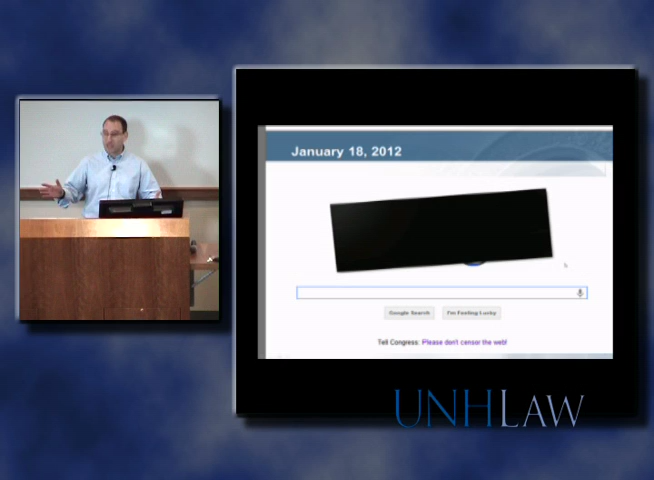 January 18, 2012
Google Search
I'm Feeling Lucky
Tell Congress: Please don't censor the web!
UNHLAW